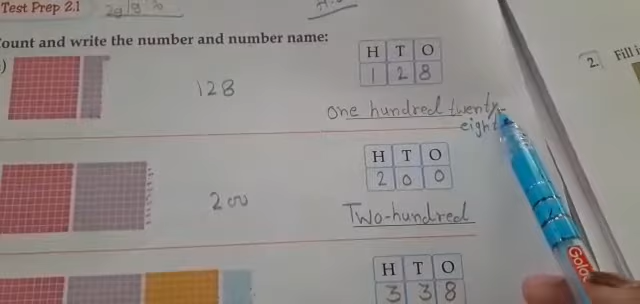 Test Prep 2.1
ount and write the number and number name:
)
H T O
128
1 2 8
one hundred twenty-
eight
H T O
200
2 0 0
Two-hundred
H T O
3 3 8
2. Fill i